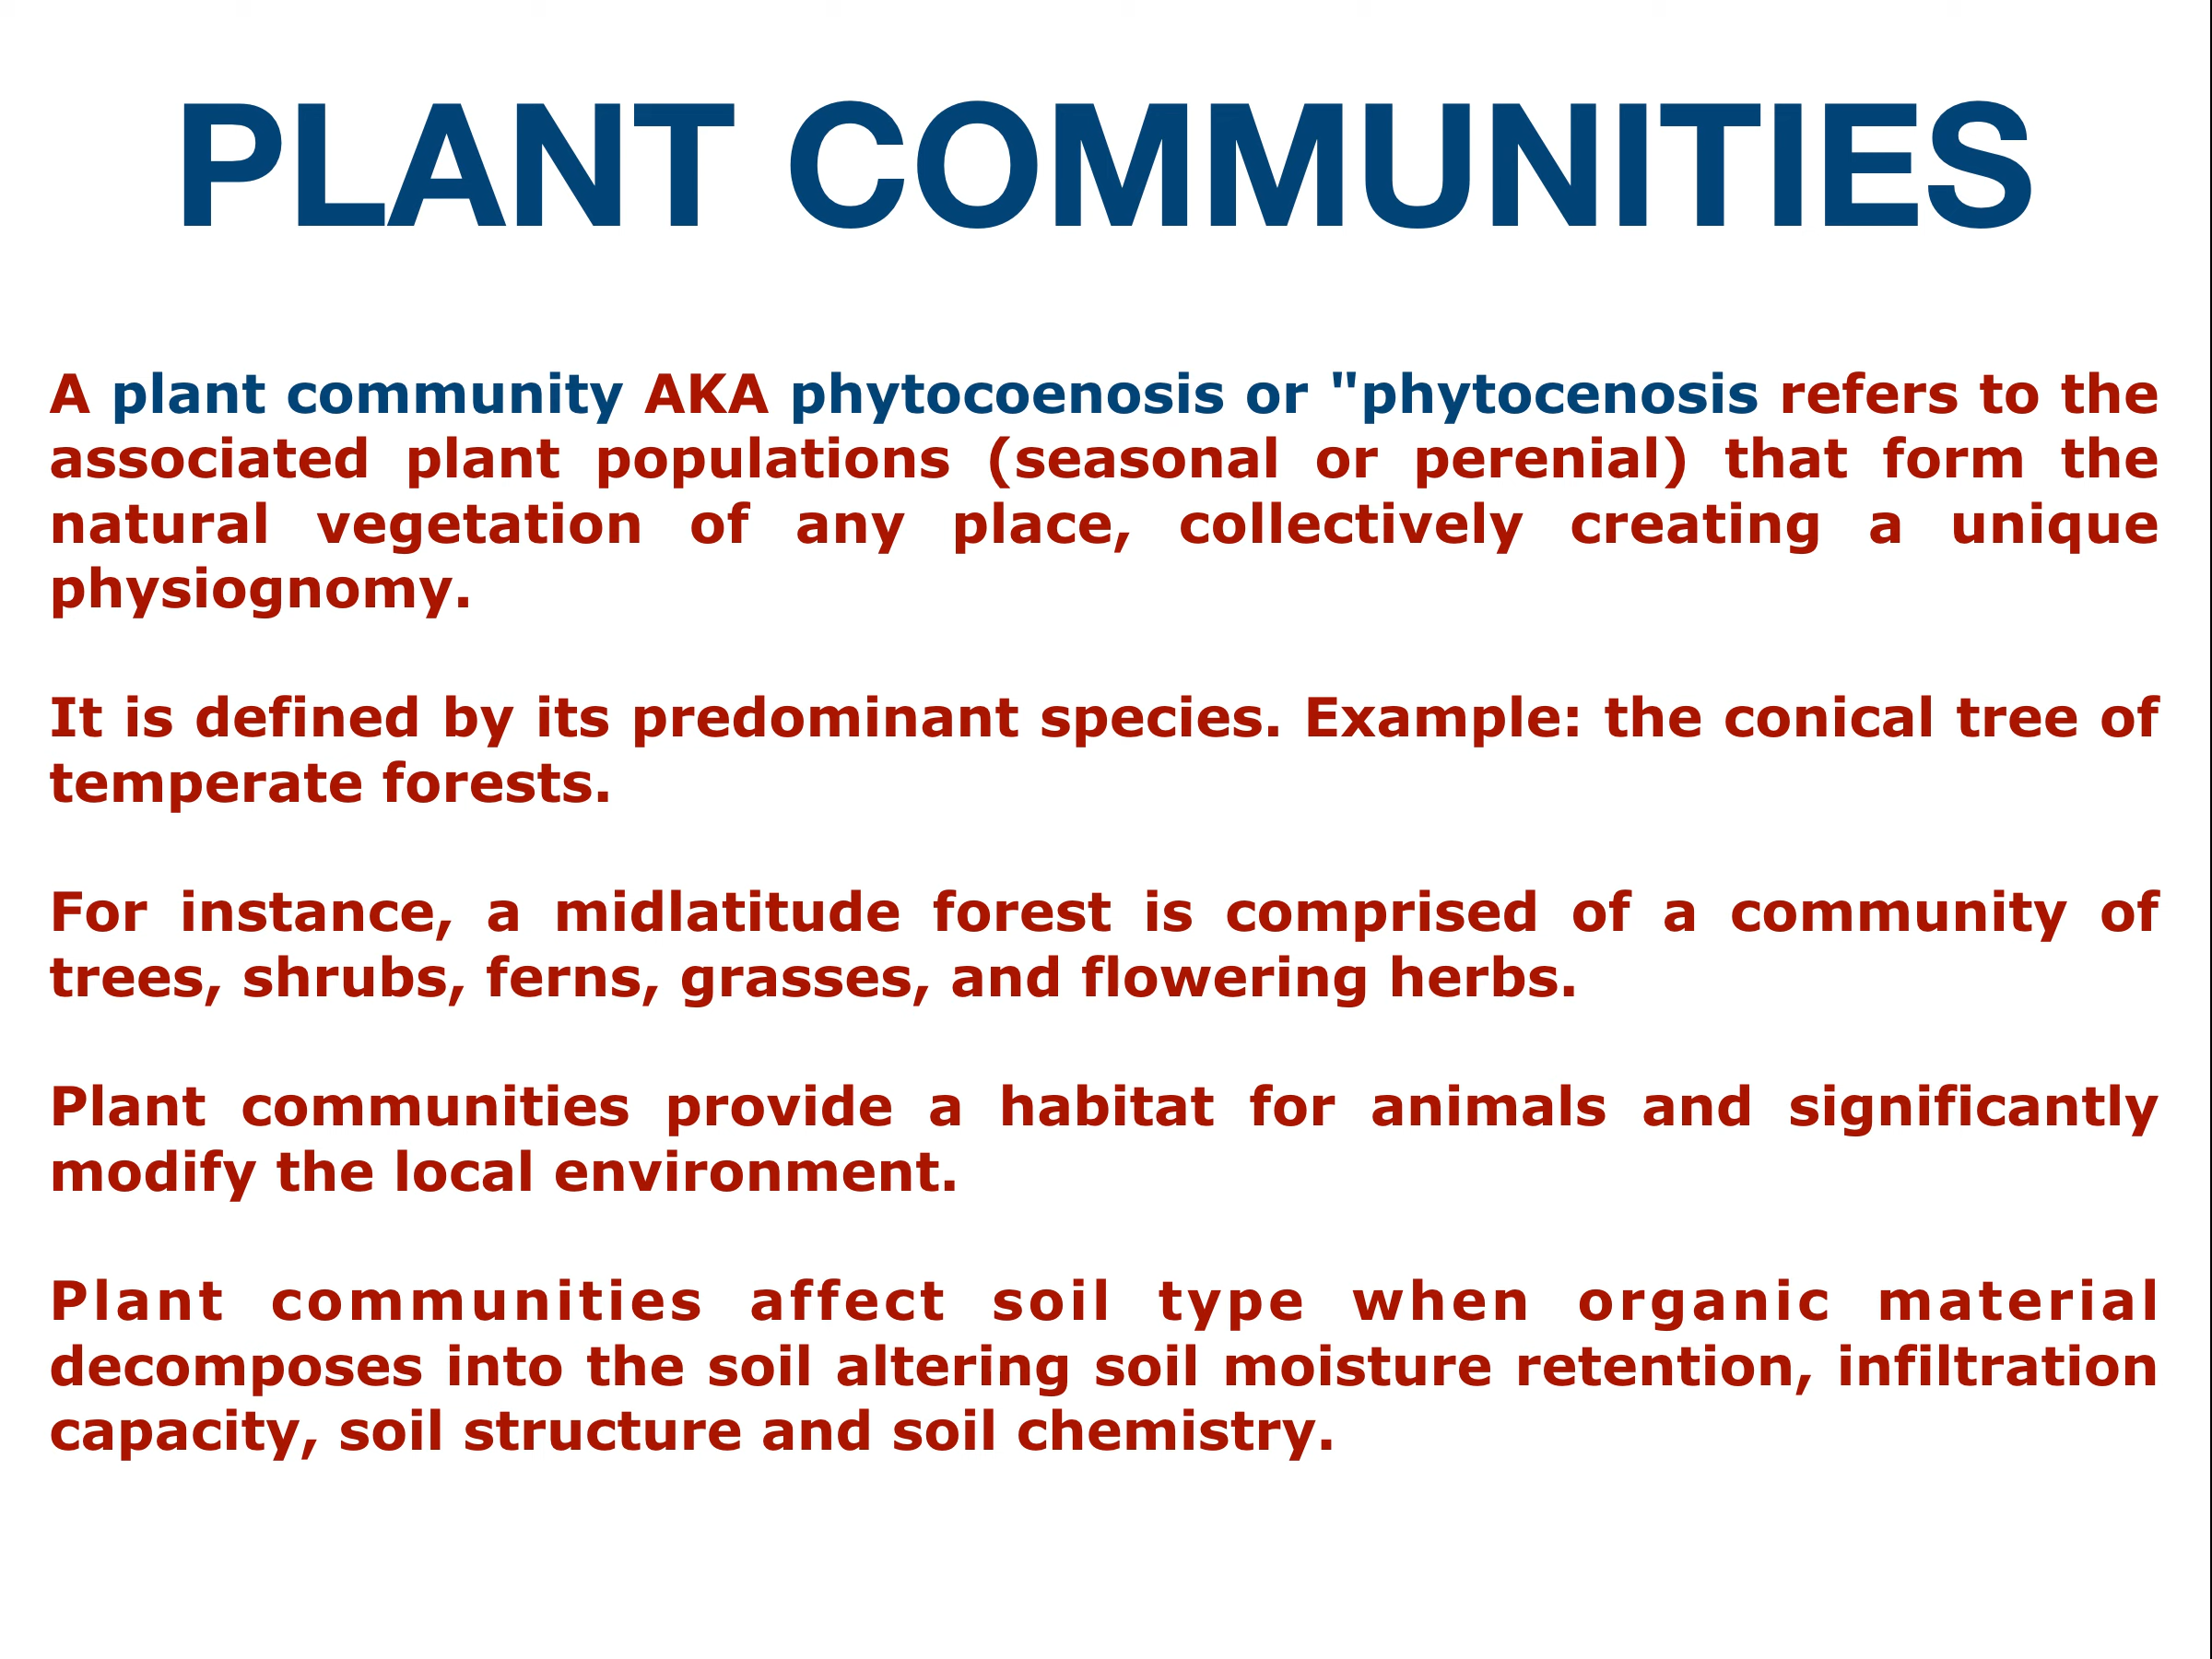 PLANT COMMUNITIES
A plant community AKA phytocoenosis or "phytocenosis refers to the
associated plant populations (seasonal or perenial) that form the
natural vegetation of any place, collectively creating a unique
physiognomy.
It is defined by its predominant species. Example: the conical tree of
temperate forests.
For instance, a midlatitude forest is comprised of a community of
trees, shrubs, ferns, grasses, and flowering herbs.
Plant communities provide a habitat for animals and significantly
modify the local environment.
Plant communities affect soil type when organic material
decomposes into the soil altering soil moisture retention, infiltration
capacity, soil structure and soil chemistry.